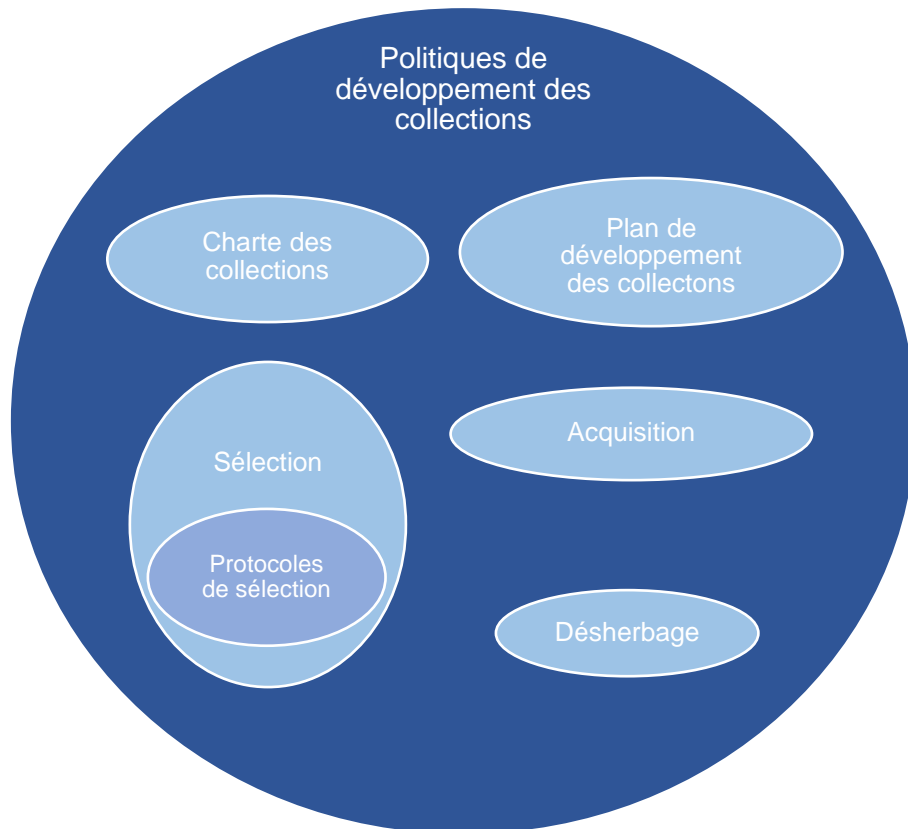 Politiques de
développement des
collections
Charte des
collections
Plan de
développement
des collectons
Sélection
Acquisition
Protocoles
de sélection
Désherbage